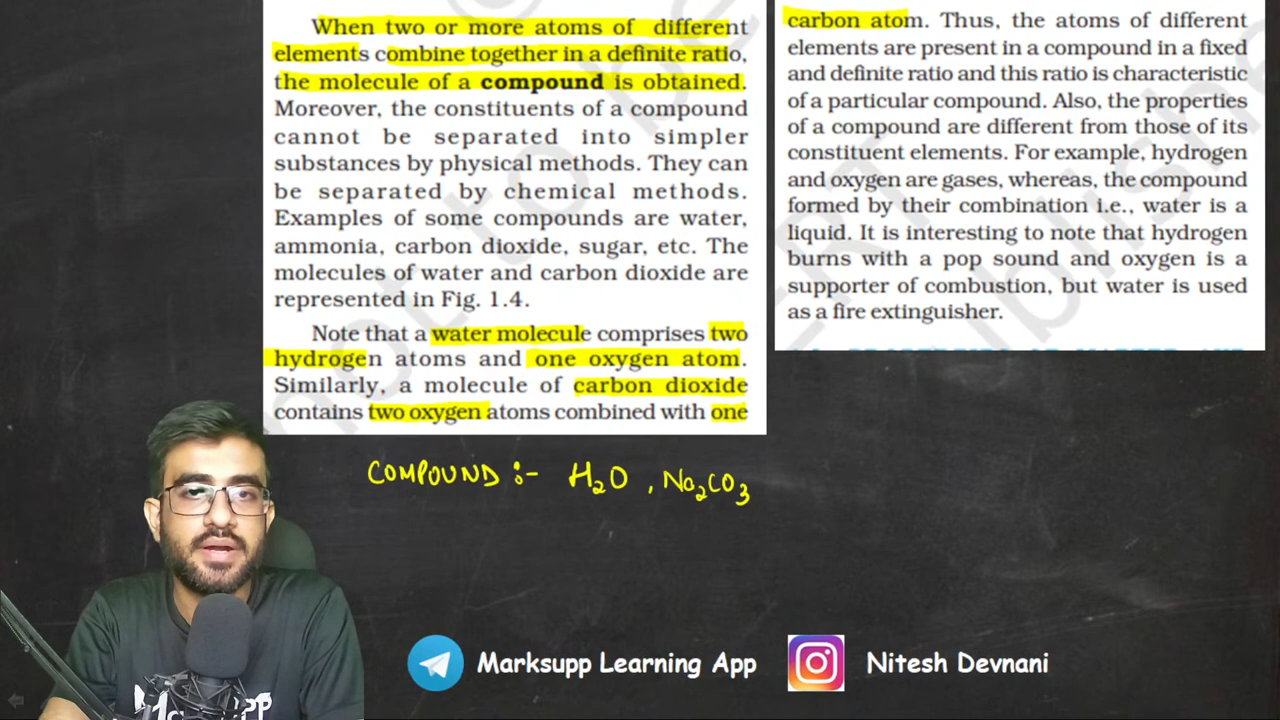 When two or more atoms of different
elements combine together in a definite ratio,
the molecule of a compound is obtained.
Moreover, the constituents of a compound
cannot be separated into simpler
substances by physical methods. They can
be separated by chemical methods.
Examples of some compounds are water,
ammonia, carbon dioxide, sugar, etc. The
molecules of water and carbon dioxide are
represented in Fig. 1.4.
Note that a water molecule comprises two
hydrogen atoms and one oxygen atom.
Similarly, a molecule of carbon dioxide
contains two oxygen atoms combined with one
carbon atom. Thus, the atoms of different
elements are present in a compound in a fixed
and definite ratio and this ratio is characteristic
of a particular compound. Also, the properties
of a compound are different from those of its
constituent elements. For example, hydrogen
and oxygen are gases, whereas, the compound
formed by their combination i.e., water is a
liquid. It is interesting to note that hydrogen
burns with a pop sound and oxygen is a
supporter of combustion, but water is used
as a fire extinguisher.
COMPOUND :- H₂O , Na₂CO₃
Marksupp Learning App
Nitesh Devnani